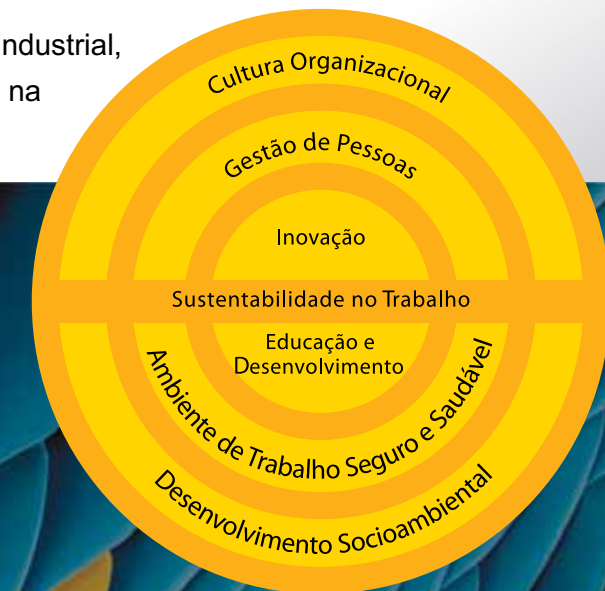 ndustrial,
na
Cultura Organizacional
Gestão de Pessoas
Inovação
Sustentabilidade no Trabalho
Educação e
Desenvolvimento
Ambiente de Trabalho Seguro e Saudável
Desenvolvimento Socioambiental